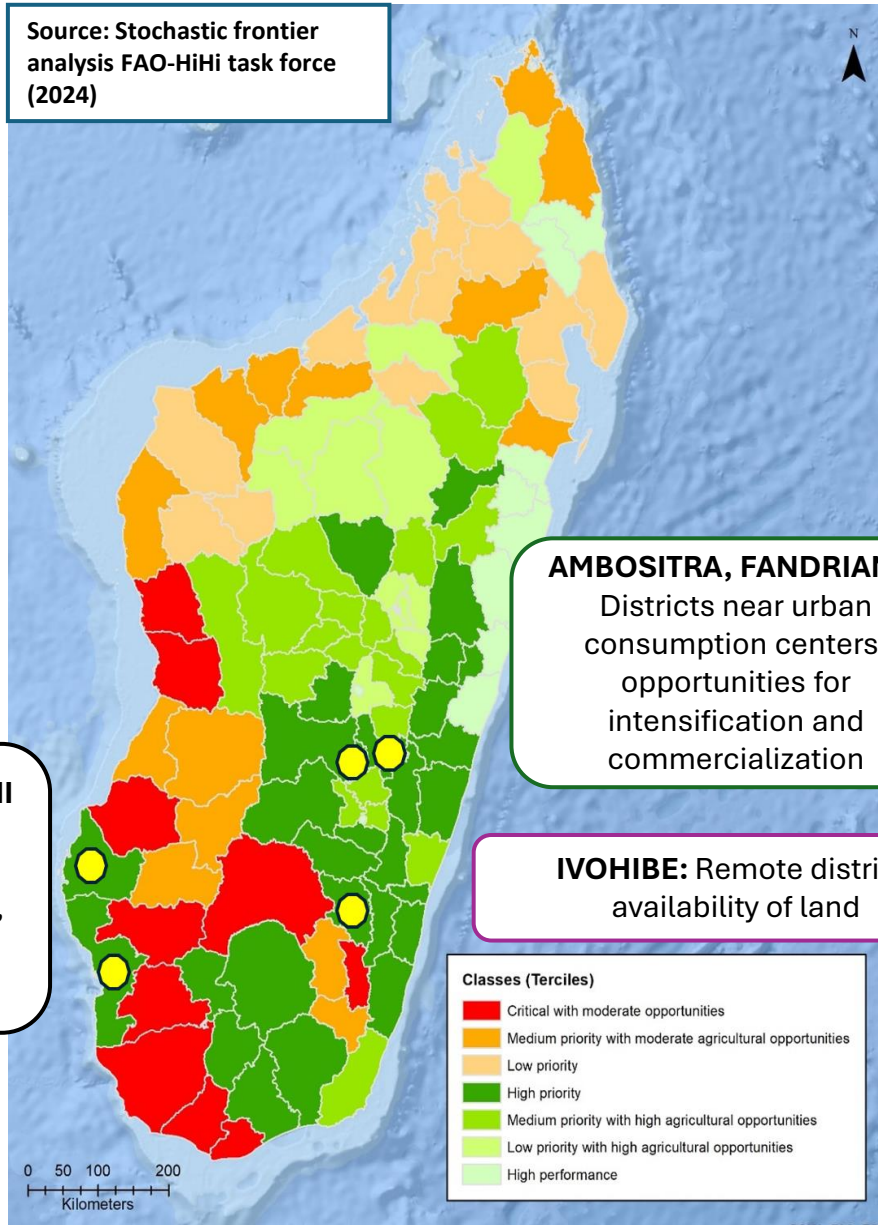 Source: Stochastic frontier
analysis FAO-HiHi task force
(2024)
N
AMBOSITRA, FANDRIAN
Districts near urban
consumption centers
opportunities for
intensification and
commercialization
IVOHIBE: Remote distri
availability of land
Classes (Terciles)
Critical with moderate opportunities
Medium priority with moderate agricultural opportunities
Low priority
High priority
Medium priority with high agricultural opportunities
Low priority with high agricultural opportunities
High performance
0 50 100 200
Kilometers